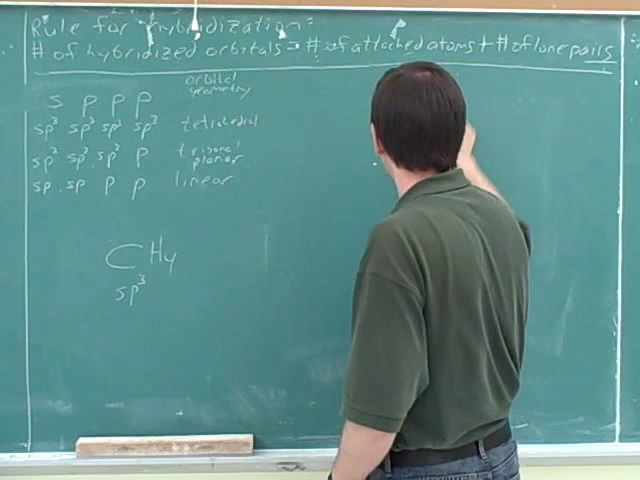 Rule for hybridization:
# of hybridized orbitals = # of attached atoms + # of lone pairs
orbital
geometry
s p p p
sp³ sp³ sp³ sp³ tetrahedral
sp² sp² sp² p trigonal
planar
sp sp p p linear
CH4
sp³